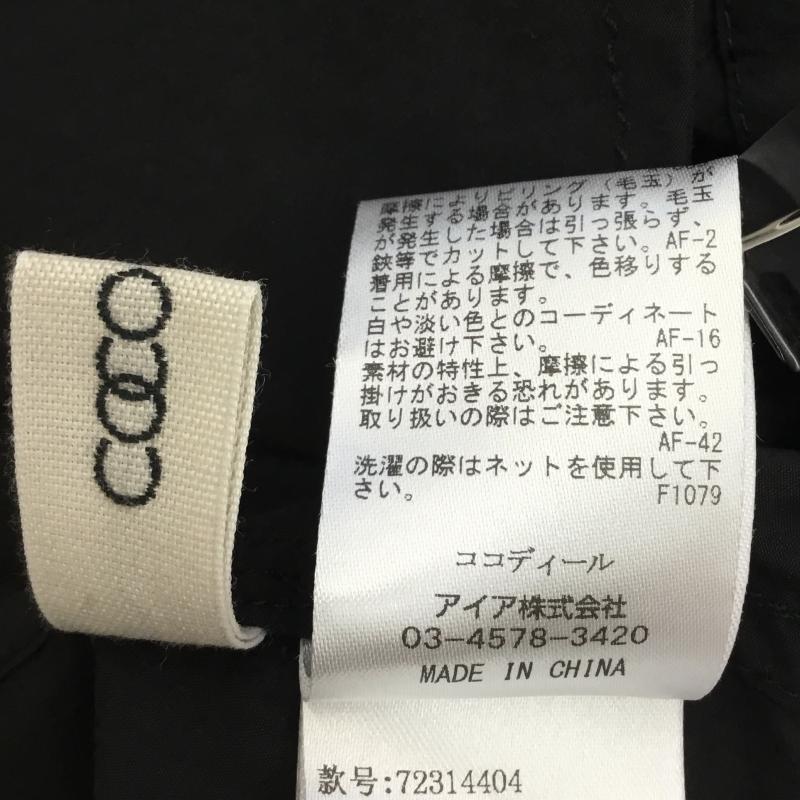 COCO
摩擦によりピリング(毛玉)が
発生する場合があります。毛玉
が発生した場合は引っ張らず、
鋏等でカットして下さい。AF-2
着用による摩擦で、色移りする
ことがあります。
白や淡い色とのコーディネート
はお避け下さい。 AF-16
素材の特性上、摩擦による引っ
掛けがおきる恐れがあります。
取り扱いの際はご注意下さい。
AF-42
洗濯の際はネットを使用して下
さい。 F1079
ココディール
アイア株式会社
03-4578-3420
MADE IN CHINA
款号:72314404